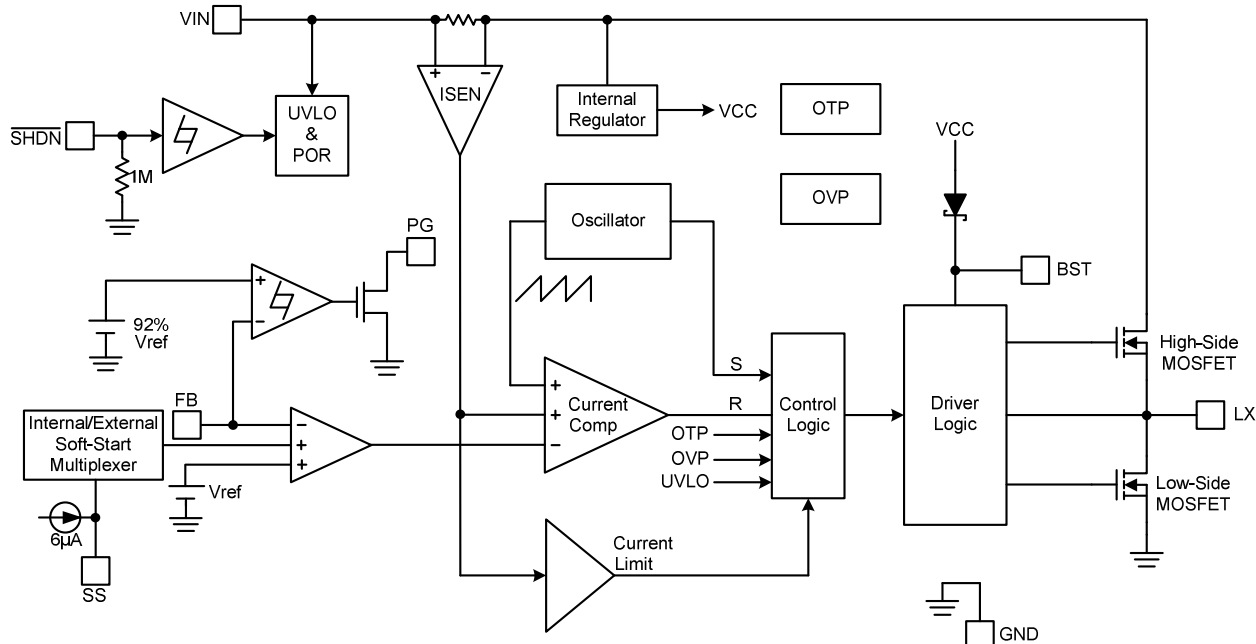 VIN
+ −
ISEN
Internal
Regulator
VCC
OTP
SHDN
UVLO
&
POR
1M
VCC
OVP
Oscillator
PG
BST
+
−
92%
Vref
High-Side
MOSFET
FB
S
R
+
+
−
Current
Comp
Control
Logic
Driver
Logic
LX
Internal/External
Soft-Start
Multiplexer
−
+
+
Vref
OTP
OVP
UVLO
Low-Side
MOSFET
6µA
SS
Current
Limit
GND